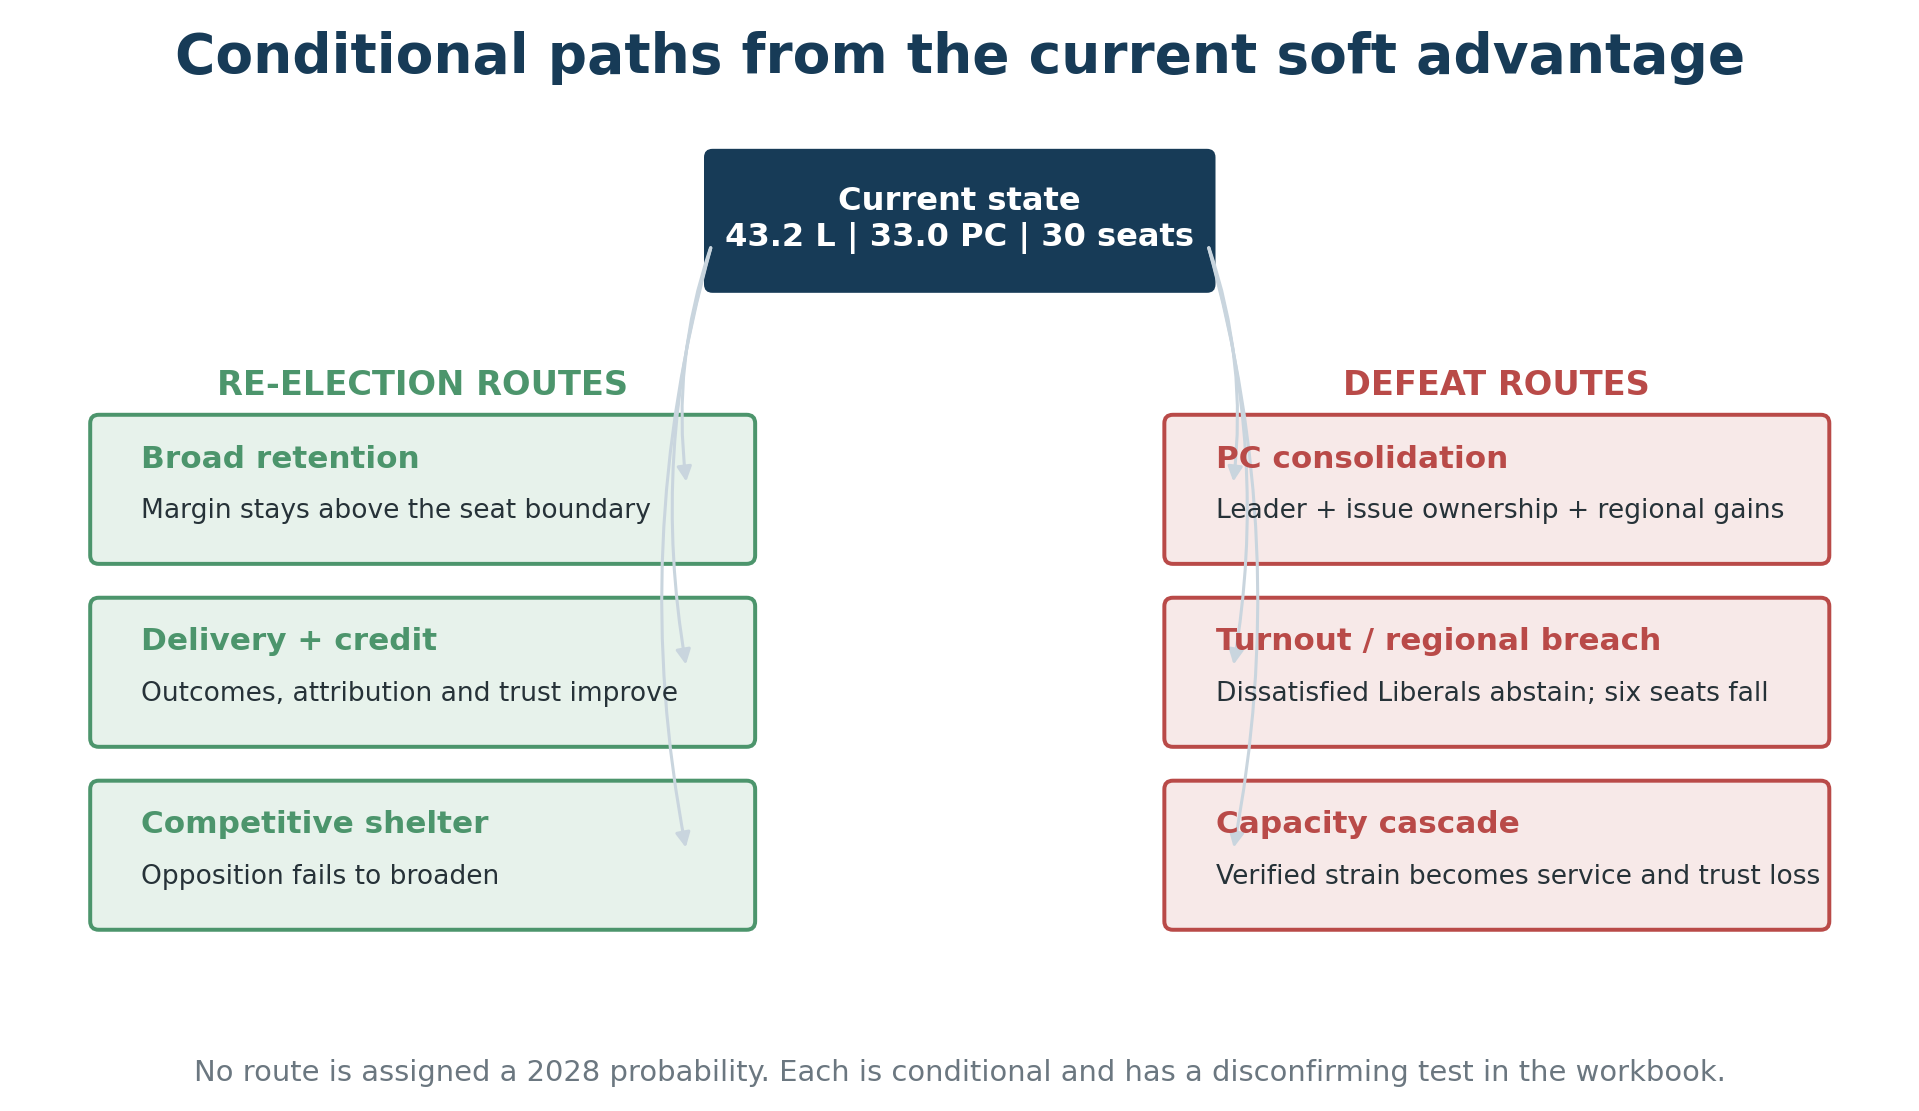 Conditional paths from the current soft advantage
Current state
43.2 L | 33.0 PC | 30 seats
RE-ELECTION ROUTES
Broad retention
Margin stays above the seat boundary
Delivery + credit
Outcomes, attribution and trust improve
Competitive shelter
Opposition fails to broaden
DEFEAT ROUTES
PC consolidation
Leader + issue ownership + regional gains
Turnout / regional breach
Dissatisfied Liberals abstain; six seats fall
Capacity cascade
Verified strain becomes service and trust loss
No route is assigned a 2028 probability. Each is conditional and has a disconfirming test in the workbook.